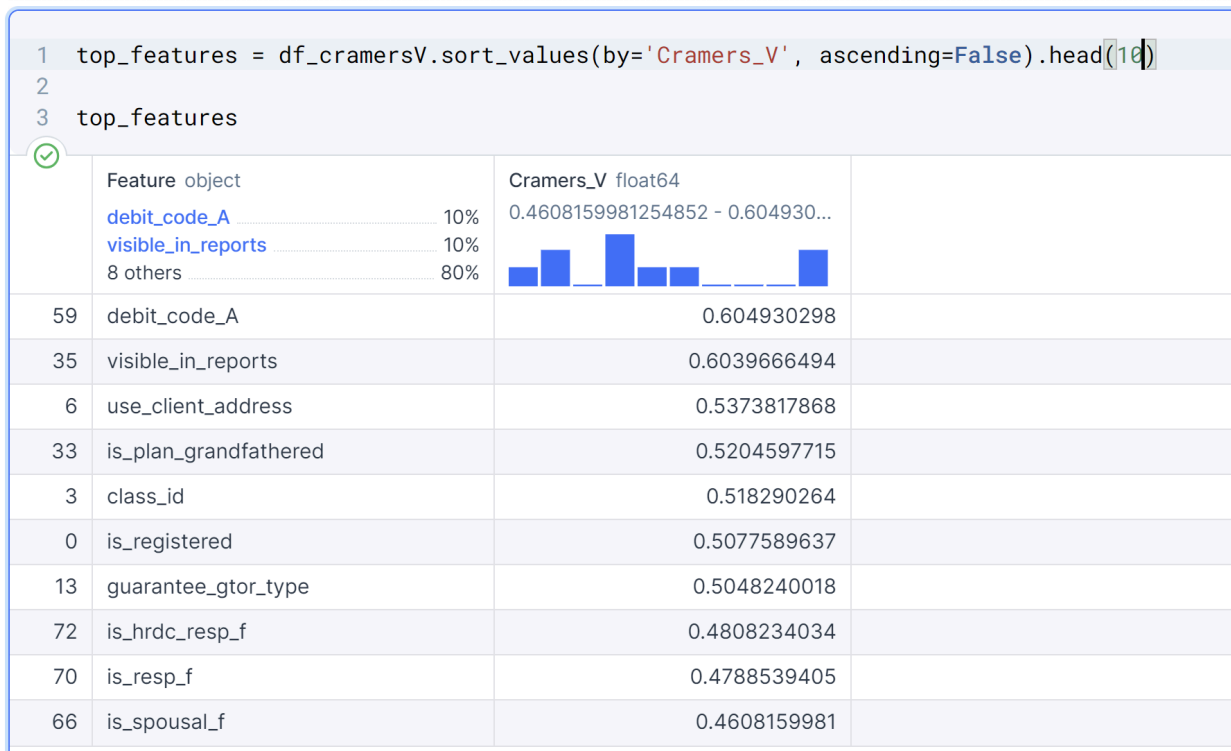 1 top_features = df_cramersV.sort_values(by='Cramers_V', ascending=False).head(10)
2
3 top_features
Feature object Cramers_V float64
debit_code_A 10% 0.4608159981254852 - 0.604930...
visible_in_reports 10%
8 others 80%
59 debit_code_A 0.604930298
35 visible_in_reports 0.6039666494
6 use_client_address 0.5373817868
33 is_plan_grandfathered 0.5204597715
3 class_id 0.518290264
0 is_registered 0.5077589637
13 guarantee_gtor_type 0.5048240018
72 is_hrdc_resp_f 0.4808234034
70 is_resp_f 0.4788539405
66 is_spousal_f 0.4608159981